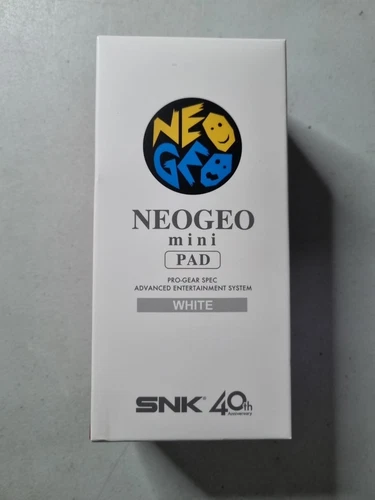 NEO
GEO
NEOGEO
mini
PAD
PRO-GEAR SPEC
ADVANCED ENTERTAINMENT SYSTEM
WHITE
SNK® 40th
Anniversary